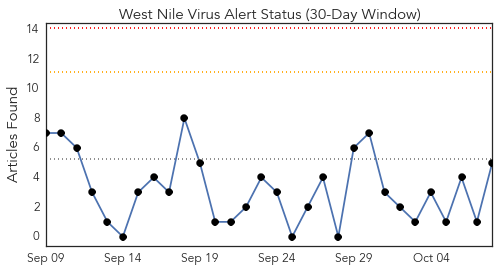 West Nile Virus Alert Status (30-Day Window)
Articles Found
14
12
10
8
6
4
2
0
Sep 09 Sep 14 Sep 19 Sep 24 Sep 29 Oct 04